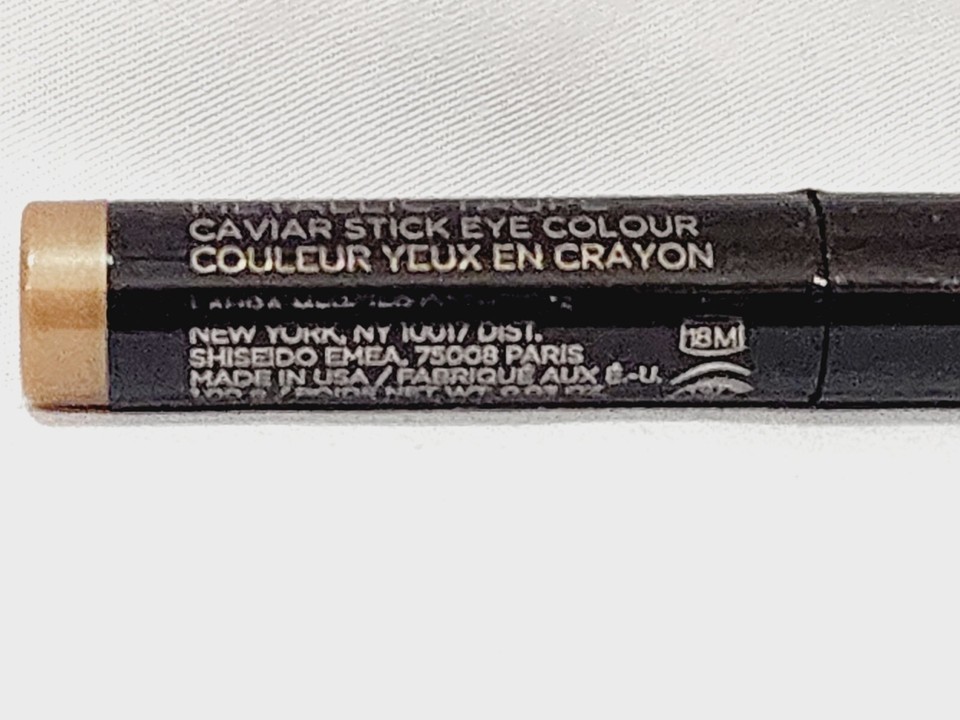 CAVIAR STICK EYE COLOUR
COULEUR YEUX EN CRAYON
NEW YORK, NY 10017 DIST.
SHISEIDO EMEA, 75008 PARIS
MADE IN USA / FABRIQUÉ AUX É.-U.
18M